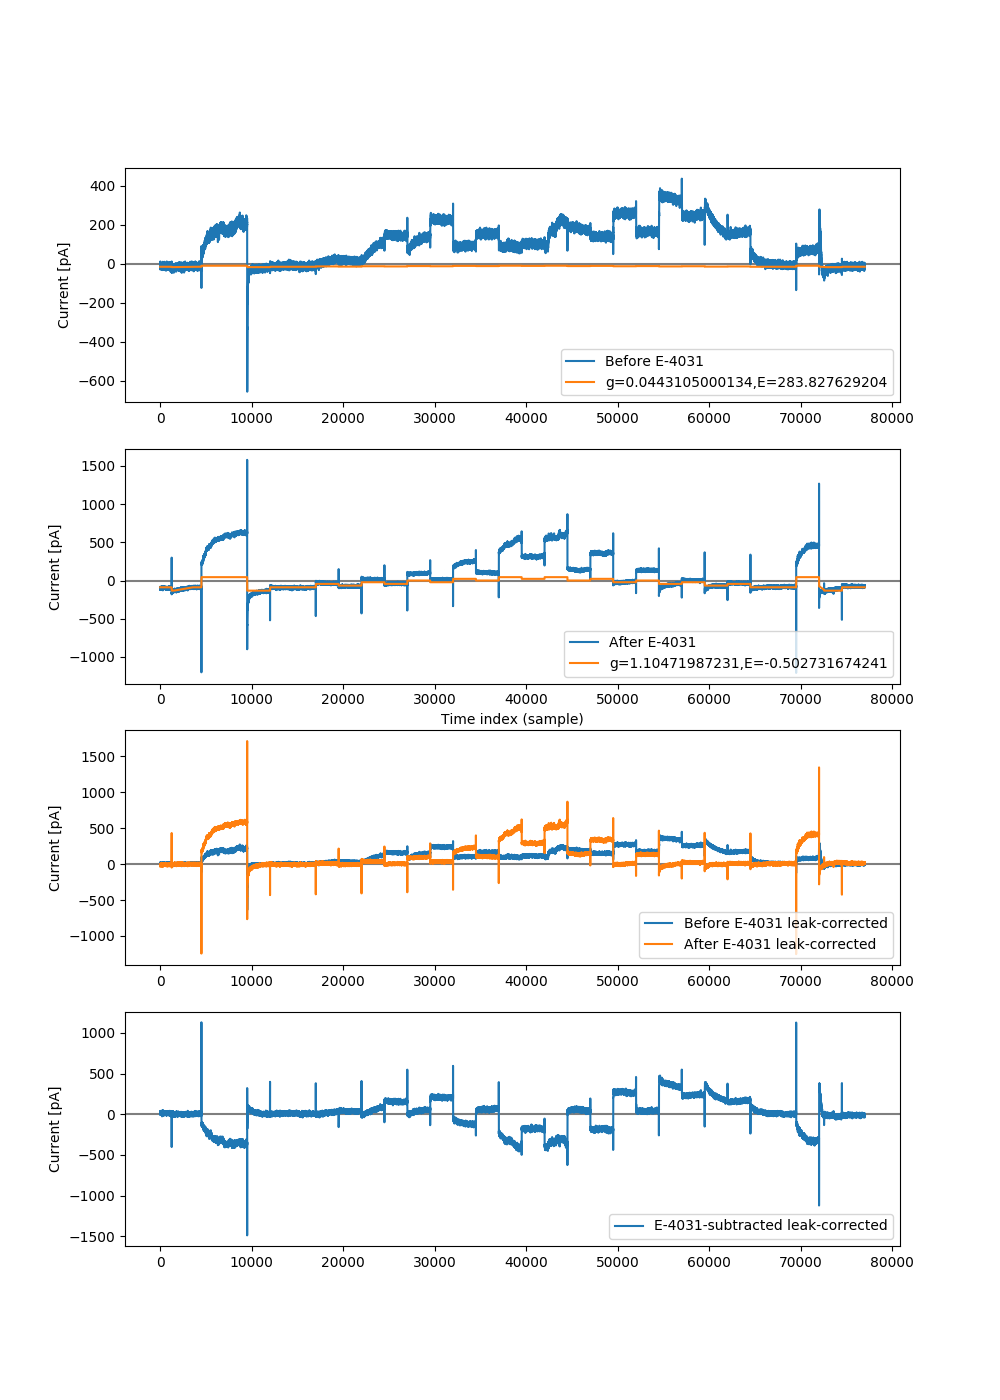 400
200
0
−200
−400
−600
Current [pA]
Before E-4031
g=0.0443105000134,E=283.827629204
0 10000 20000 30000 40000 50000 60000 70000 80000
1500
1000
500
0
−500
−1000
Current [pA]
After E-4031
g=1.10471987231,E=-0.502731674241
0 10000 20000 30000 40000 50000 60000 70000 80000
Time index (sample)
1500
1000
500
0
−500
−1000
Current [pA]
Before E-4031 leak-corrected
After E-4031 leak-corrected
0 10000 20000 30000 40000 50000 60000 70000 80000
1000
500
0
−500
−1000
−1500
Current [pA]
E-4031-subtracted leak-corrected
0 10000 20000 30000 40000 50000 60000 70000 80000